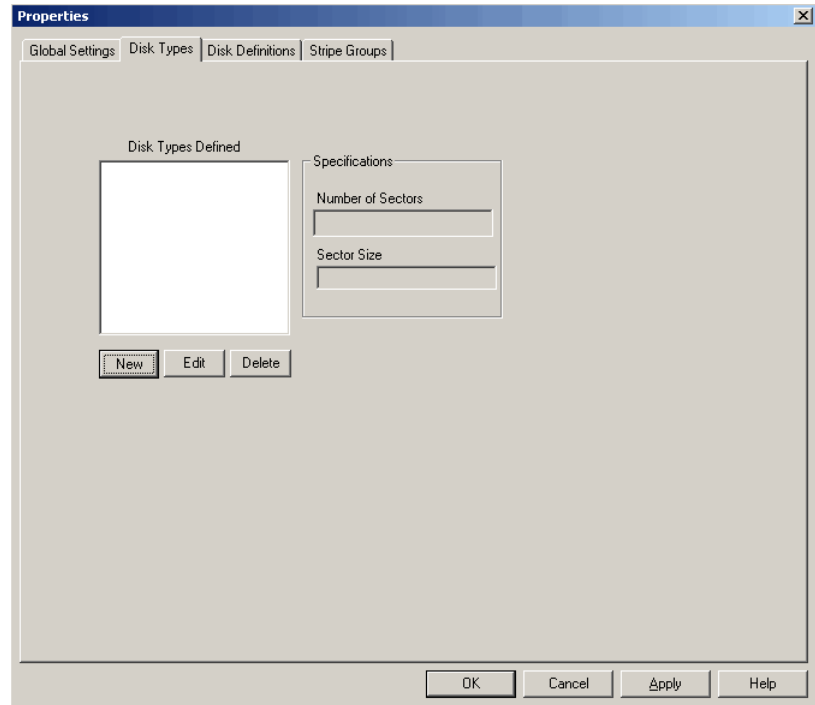 Properties
Global Settings Disk Types Disk Definitions Stripe Groups
Disk Types Defined
Specifications
Number of Sectors
Sector Size
New Edit Delete
OK Cancel Apply Help